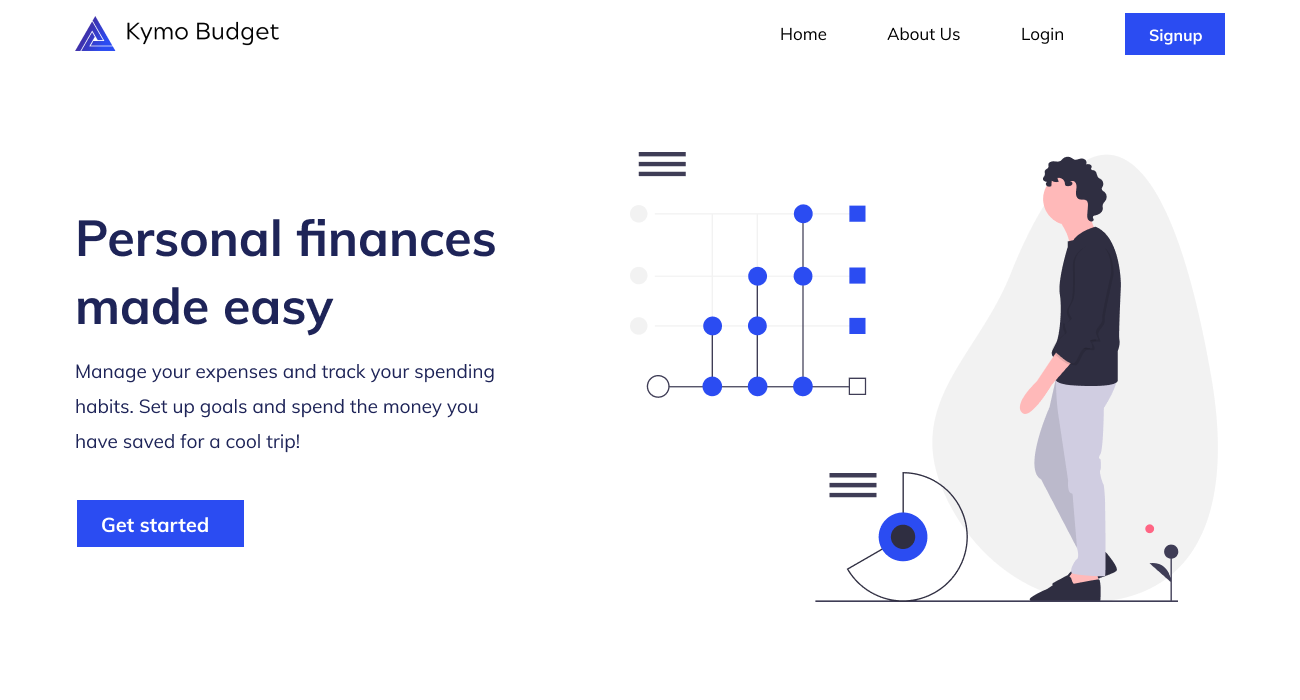 Kymo Budget
Home
About Us
Login
Signup
Personal finances
made easy
Manage your expenses and track your spending
habits. Set up goals and spend the money you
have saved for a cool trip!
Get started